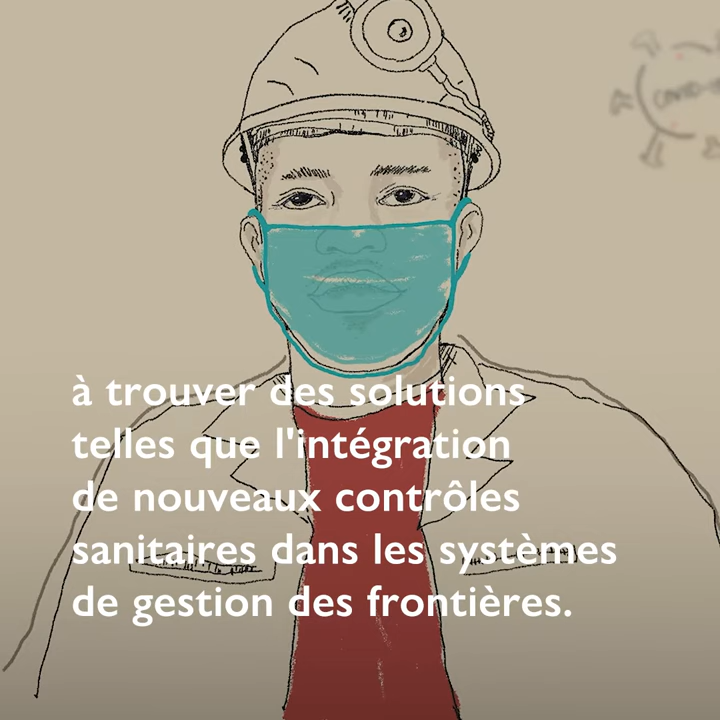 à trouver des solutions
telles que l'intégration
de nouveaux contrôles
sanitaires dans les systèmes
de gestion des frontières.